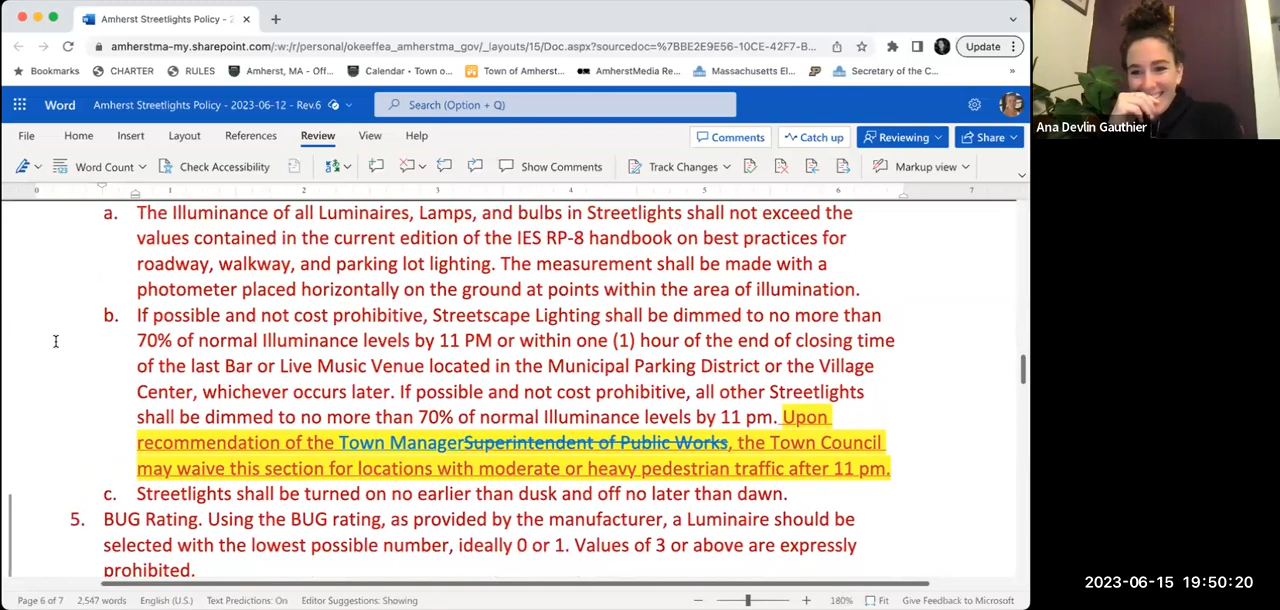 Amherst Streetlights Policy - 2
amherstma-my.sharepoint.com/:w:/r/personal/okeeffea_amherstma_gov/_layouts/15/Doc.aspx?sourcedoc=%7BBE2E9E56-10CE-42F7-B...
Update
Bookmarks CHARTER RULES Amherst, MA - Off... Calendar • Town o... Town of Amherst... AmherstMedia Re... Massachusetts El... Secretary of the C... »
Word Amherst Streetlights Policy - 2023-06-12 - Rev.6 Search (Option + Q)
File Home Insert Layout References Review View Help Comments Catch up Reviewing Share
Word Count Check Accessibility Show Comments Track Changes Markup view
0 1 2 3 4 5 6 7
a. The Illuminance of all Luminaires, Lamps, and bulbs in Streetlights shall not exceed the
values contained in the current edition of the IES RP-8 handbook on best practices for
roadway, walkway, and parking lot lighting. The measurement shall be made with a
photometer placed horizontally on the ground at points within the area of illumination.
b. If possible and not cost prohibitive, Streetscape Lighting shall be dimmed to no more than
70% of normal Illuminance levels by 11 PM or within one (1) hour of the end of closing time
of the last Bar or Live Music Venue located in the Municipal Parking District or the Village
Center, whichever occurs later. If possible and not cost prohibitive, all other Streetlights
shall be dimmed to no more than 70% of normal Illuminance levels by 11 pm. Upon
recommendation of the Town ManagerSuperintendent of Public Works, the Town Council
may waive this section for locations with moderate or heavy pedestrian traffic after 11 pm.
c. Streetlights shall be turned on no earlier than dusk and off no later than dawn.
5. BUG Rating. Using the BUG rating, as provided by the manufacturer, a Luminaire should be
selected with the lowest possible number, ideally 0 or 1. Values of 3 or above are expressly
prohibited.
Page 6 of 7 2,547 words English (U.S.) Text Predictions: On Editor Suggestions: Showing 180% Fit Give Feedback to Microsoft
Ana Devlin Gauthier
2023-06-15 19:50:20